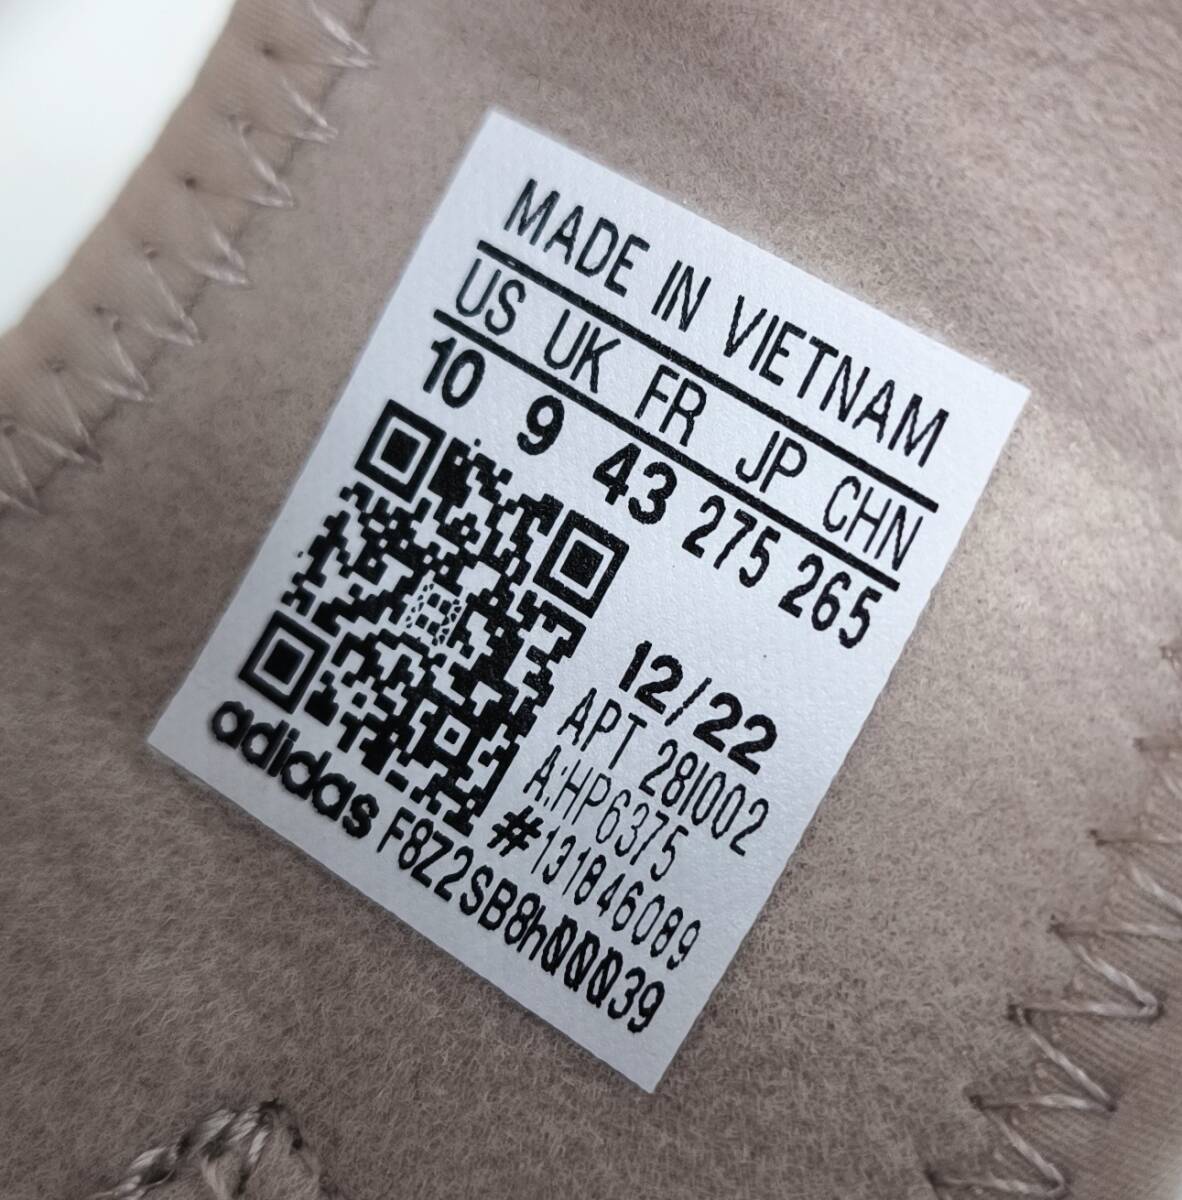 MADE IN VIETNAM
US UK FR JP CHN
10 9 43 275 265
12/22
APT 281002
A:HP6375
#131846089
adidas F8Z2SB8h00039